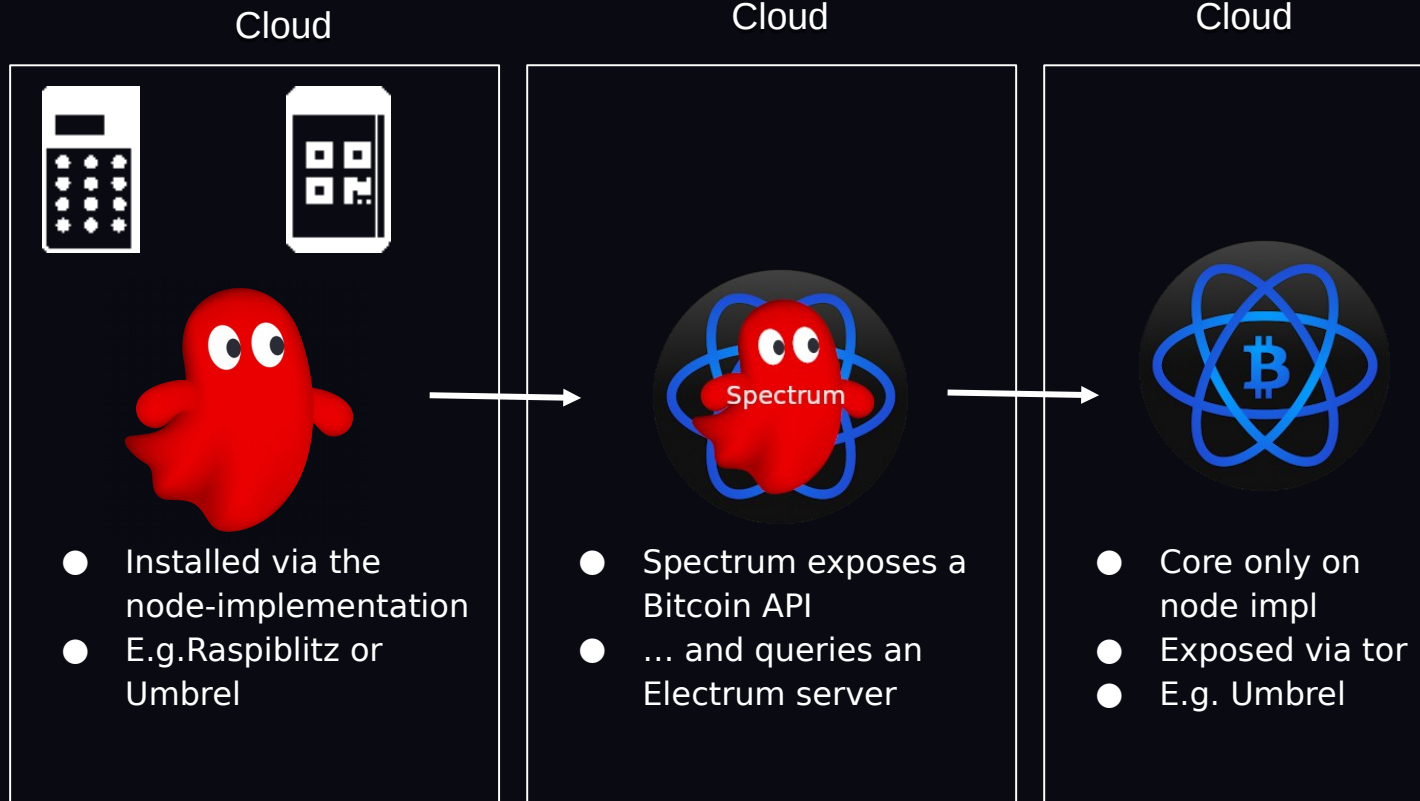 Cloud
Cloud
Cloud
Spectrum
● Installed via the
node-implementation
● E.g.Raspiblitz or
Umbrel
● Spectrum exposes a
Bitcoin API
● … and queries an
Electrum server
● Core only on
node impl
● Exposed via tor
● E.g. Umbrel